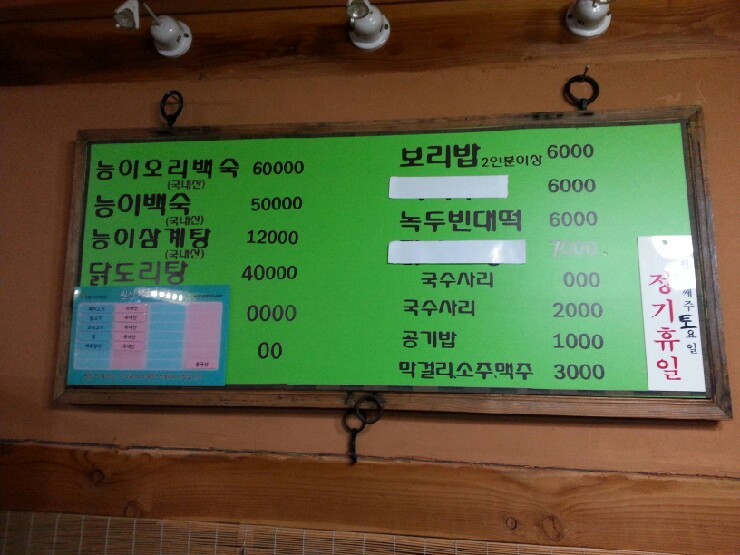 능이오리백숙 60000
(국내산)
능이백숙 50000
(국내산)
능이삼계탕 12000
(국내산)
닭도리탕 40000
0000
00
보리밥 2인분이상 6000
6000
녹두빈대떡 6000
7000
국수사리 000
국수사리 2000
공기밥 1000
막걸리.소주.맥주 3000
째주토요일
정기휴일